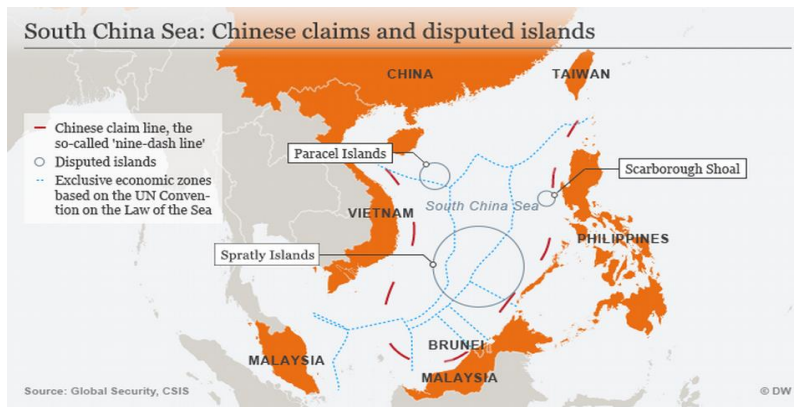 South China Sea: Chinese claims and disputed islands
CHINA
TAIWAN
Chinese claim line, the
so-called 'nine-dash line'
Disputed islands
Exclusive economic zones
based on the UN Conven-
tion on the Law of the Sea
Paracel Islands
Scarborough Shoal
VIETNAM
South China Sea
PHILIPPINES
Spratly Islands
BRUNEI
MALAYSIA
MALAYSIA
Source: Global Security, CSIS
© DW